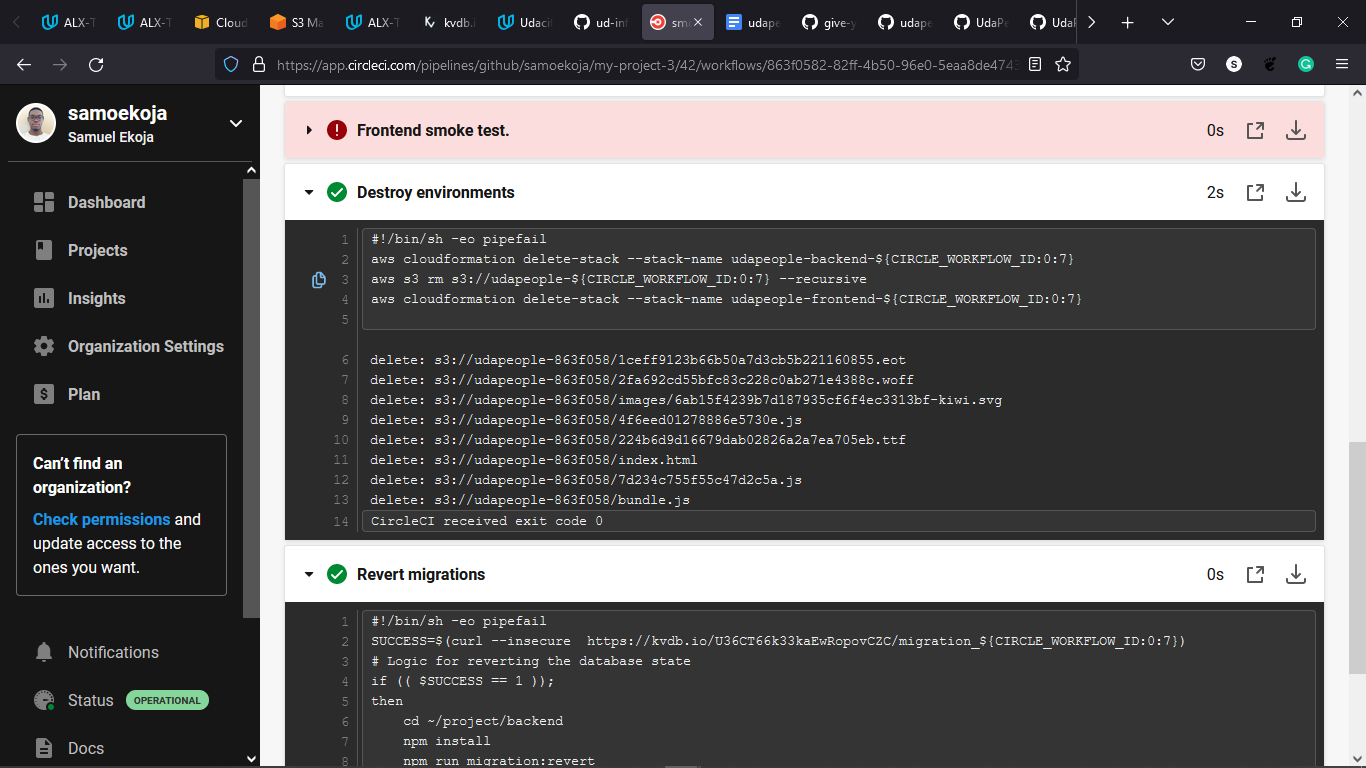 ALX-T
ALX-T
Cloud
S3 Ma
ALX-T
kvdb.i
Udaci
ud-inf
smo
udape
give-y
udape
UdaPe
UdaP
https://app.circleci.com/pipelines/github/samoekoja/my-project-3/42/workflows/863f0582-82ff-4b50-96e0-5eaa8de4743
S
G
samoekoja
Samuel Ekoja
Dashboard
Projects
Insights
Organization Settings
Plan
Can't find an
organization?
Check permissions and
update access to the
ones you want.
Notifications
Status OPERATIONAL
Docs
Frontend smoke test. 0s
Destroy environments 2s
1 #!/bin/sh -eo pipefail
2 aws cloudformation delete-stack --stack-name udapeople-backend-${CIRCLE_WORKFLOW_ID:0:7}
3 aws s3 rm s3://udapeople-${CIRCLE_WORKFLOW_ID:0:7} --recursive
4 aws cloudformation delete-stack --stack-name udapeople-frontend-${CIRCLE_WORKFLOW_ID:0:7}
5
6 delete: s3://udapeople-863f058/1ceff9123b66b50a7d3cb5b221160855.eot
7 delete: s3://udapeople-863f058/2fa692cd55bfc83c228c0ab271e4388c.woff
8 delete: s3://udapeople-863f058/images/6ab15f4239b7d187935cf6f4ec3313bf-kiwi.svg
9 delete: s3://udapeople-863f058/4f6eed01278886e5730e.js
10 delete: s3://udapeople-863f058/224b6d9d16679dab02826a2a7ea705eb.ttf
11 delete: s3://udapeople-863f058/index.html
12 delete: s3://udapeople-863f058/7d234c755f55c47d2c5a.js
13 delete: s3://udapeople-863f058/bundle.js
14 CircleCI received exit code 0
Revert migrations 0s
1 #!/bin/sh -eo pipefail
2 SUCCESS=$(curl --insecure  https://kvdb.io/U36CT66k33kaEwRopovCZC/migration_${CIRCLE_WORKFLOW_ID:0:7})
3 # Logic for reverting the database state
4 if (( $SUCCESS == 1 ));
5 then
6 cd ~/project/backend
7 npm install
8 npm run migration:revert